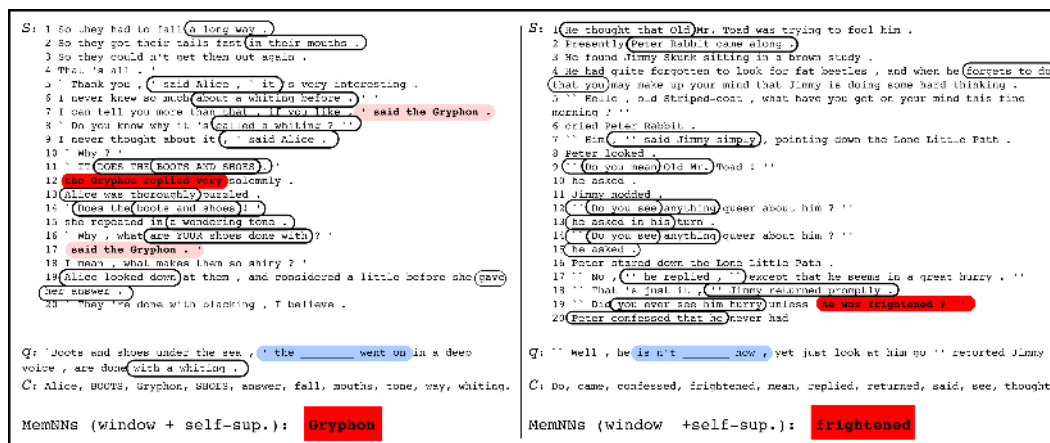 S: 1 So they had to fall a long way .
2 So they got their tails fast in their mouths .
3 So they could n't get them out again .
4 That 's all . '
5 ` Thank you , ' said Alice , ` it 's very interesting .
6 I never knew so much about a whiting before . '
7 I can tell you more than that , if you like , ' said the Gryphon .
8 ` Do you know why it 's called a whiting ? ''
9 I never thought about it , ' said Alice .
10 ` Why ? '
11 ` IT DOES THE BOOTS AND SHOES . '
12 the Gryphon replied very solemnly .
13 Alice was thoroughly puzzled .
14 ` Does the boots and shoes ! '
15 she repeated in a wondering tone .
16 ` Why , what are YOUR shoes done with ? '
17 said the Gryphon . '
18 I mean , what makes them so shiny ? '
19 Alice looked down at them , and considered a little before she gave
her answer .
20 ` They 're done with blacking , I believe .
Q: `Boots and shoes under the sea , ' the _______ went on in a deep
voice , are done with a whiting .
C: Alice, BOOTS, Gryphon, SHOES, answer, fall, mouths, tone, way, whiting.
MemNNs (window + self-sup.): Gryphon
S: 1 He thought that Old Mr. Toad was trying to fool him .
2 Presently Peter Rabbit came along .
3 He found Jimmy Skunk sitting in a brown study .
4 He had quite forgotten to look for fat beetles , and when he forgets to do
that you may make up your mind that Jimmy is doing some hard thinking .
5 `` Hello , old Striped-coat , what have you got on your mind this fine
morning ? ''
6 cried Peter Rabbit .
7 `` Him , '' said Jimmy simply , pointing down the Lone Little Path .
8 Peter looked .
9 `` Do you mean Old Mr. Toad ! ''
10 he asked .
11 Jimmy nodded .
12 `` Do you see anything queer about him ? ''
13 he asked in his turn .
14 `` Do you see anything queer about him ? ''
15 he asked .
16 Peter stared down the Lone Little Path .
17 `` No , '' he replied , `` except that he seems in a great hurry . ''
18 `` That 's just it , '' Jimmy returned promptly .
19 `` Did you ever see him hurry unless he was frightened ? ''
20 Peter confessed that he never had
Q: `` Well , he is n't _______ now , yet just look at him go '' retorted Jimmy
C: Do, came, confessed, frightened, mean, replied, returned, said, see, thought
MemNNs (window +self-sup.): frightened